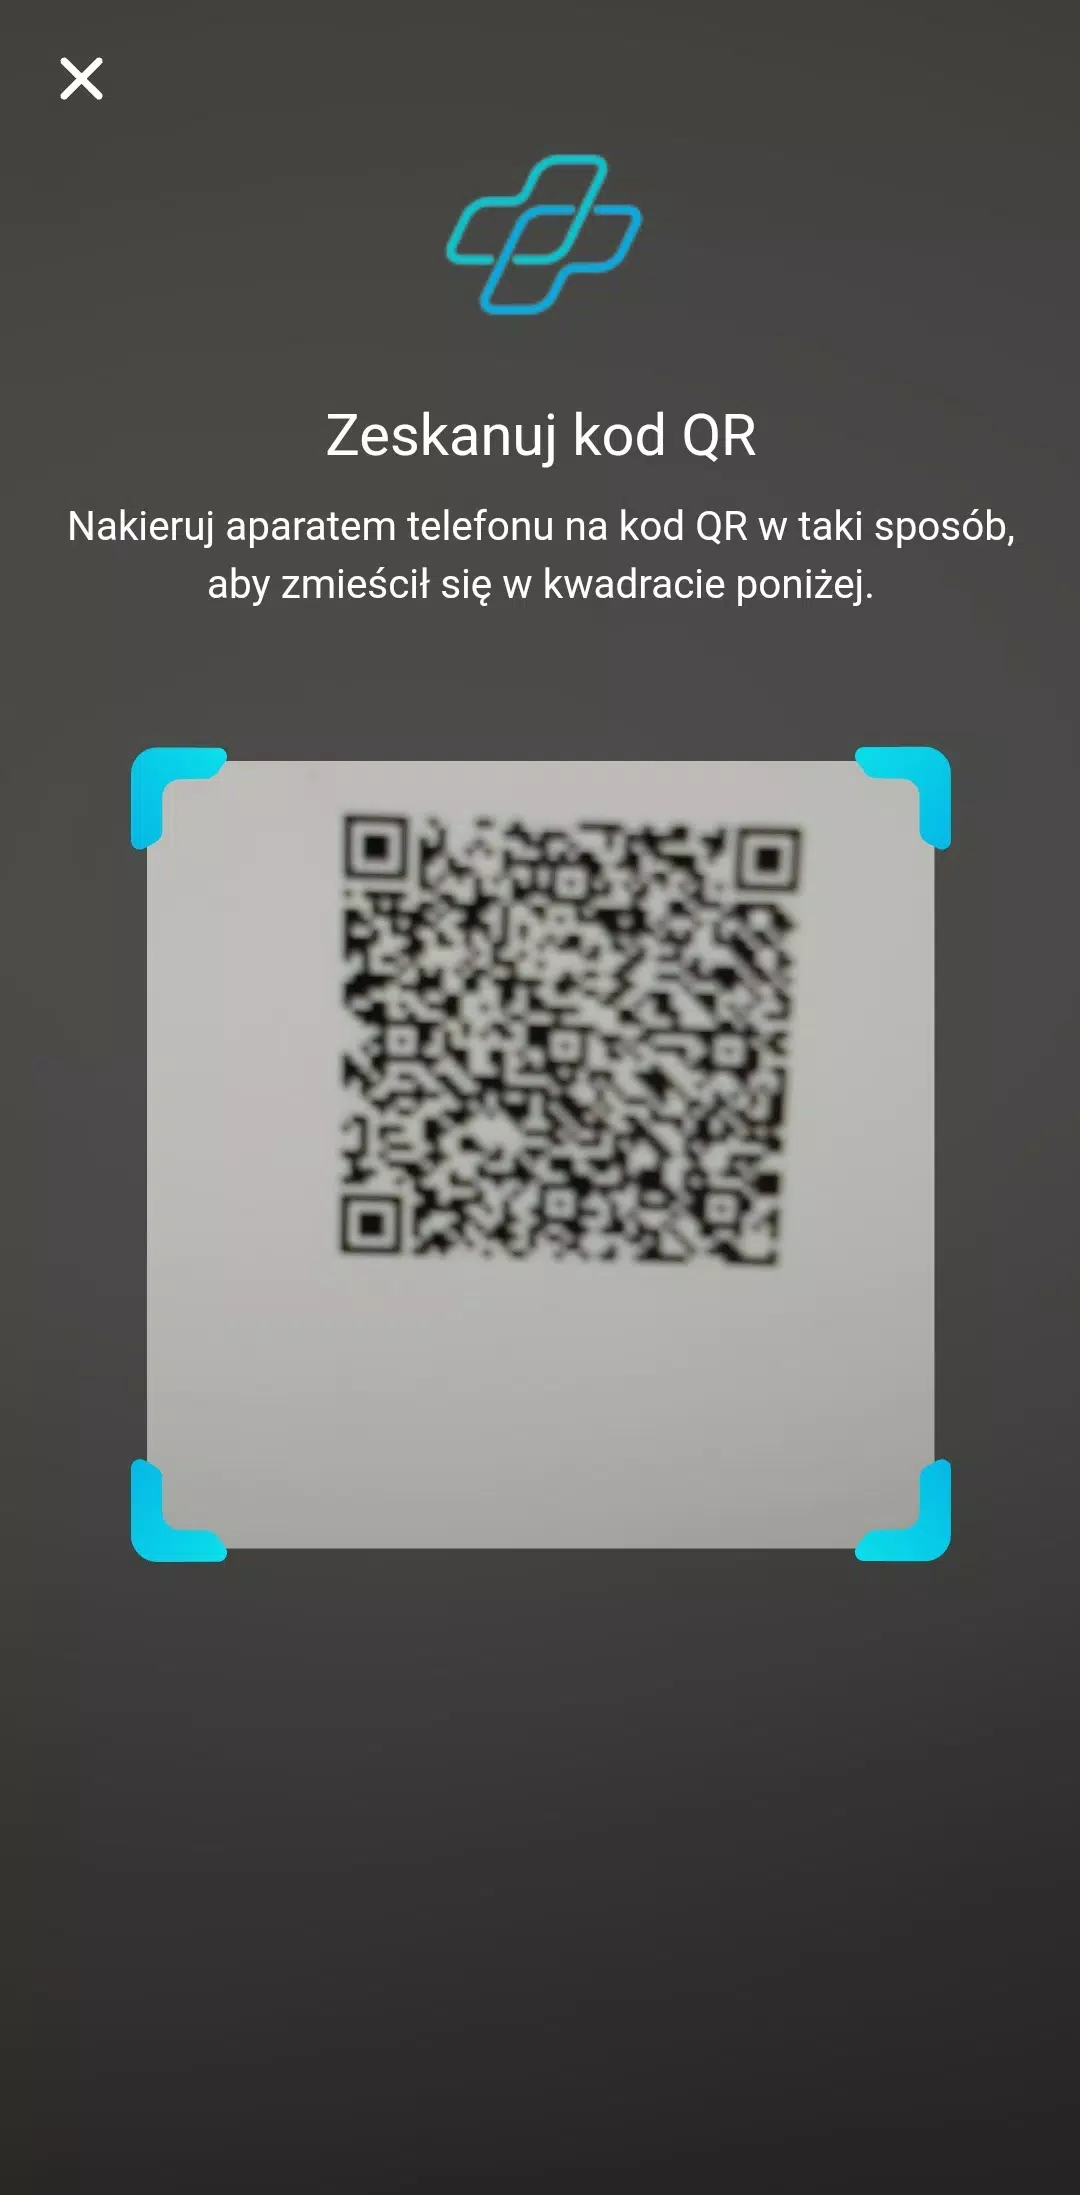 Zeskanuj kod QR
Nakieruj aparatem telefonu na kod QR w taki sposób,
aby zmieścił się w kwadracie poniżej.